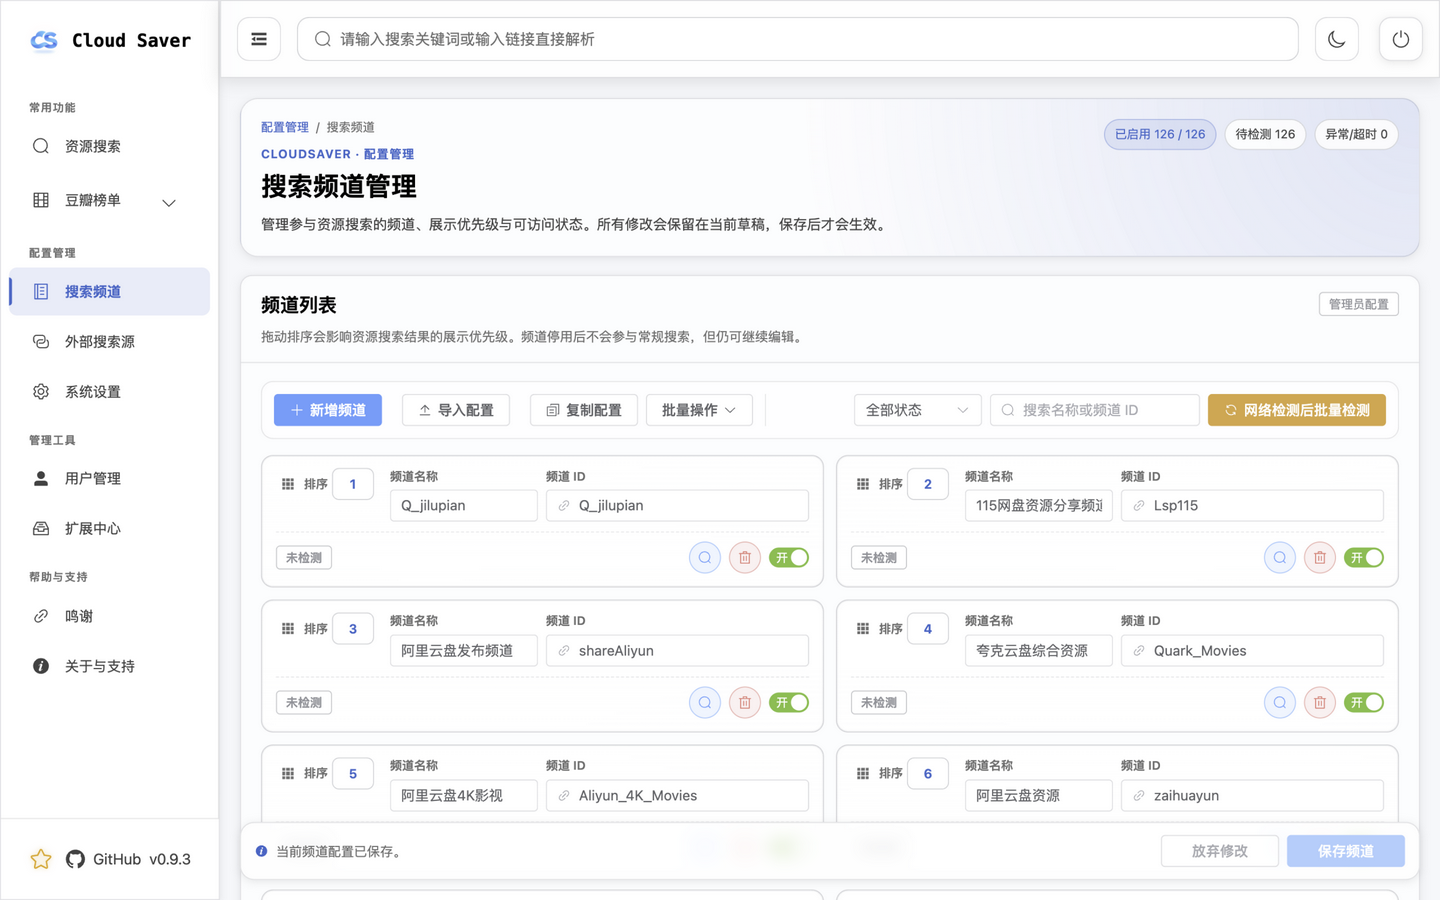 Cloud Saver
常用功能
资源搜索
豆瓣榜单
配置管理
搜索频道
外部搜索源
系统设置
管理工具
用户管理
扩展中心
帮助与支持
鸣谢
关于与支持
GitHub v0.9.3
请输入搜索关键词或输入链接直接解析
配置管理 / 搜索频道
CLOUDSAVER · 配置管理
搜索频道管理
管理参与资源搜索的频道、展示优先级与可访问状态。所有修改会保留在当前草稿，保存后才会生效。
已启用 126 / 126
待检测 126
异常/超时 0
频道列表
拖动排序会影响资源搜索结果的展示优先级。频道停用后不会参与常规搜索，但仍可继续编辑。
管理员配置
新增频道
导入配置
复制配置
批量操作
全部状态
搜索名称或频道 ID
网络检测后批量检测
排序 1
频道名称
Q_jilupian
频道 ID
Q_jilupian
未检测
开
排序 2
频道名称
115网盘资源分享频
频道 ID
Lsp115
未检测
开
排序 3
频道名称
阿里云盘发布频道
频道 ID
shareAliyun
未检测
开
排序 4
频道名称
夸克云盘综合资源
频道 ID
Quark_Movies
未检测
开
排序 5
频道名称
阿里云盘4K影视
频道 ID
Aliyun_4K_Movies
排序 6
频道名称
阿里云盘资源
频道 ID
zaihuayun
当前频道配置已保存。
放弃修改
保存频道